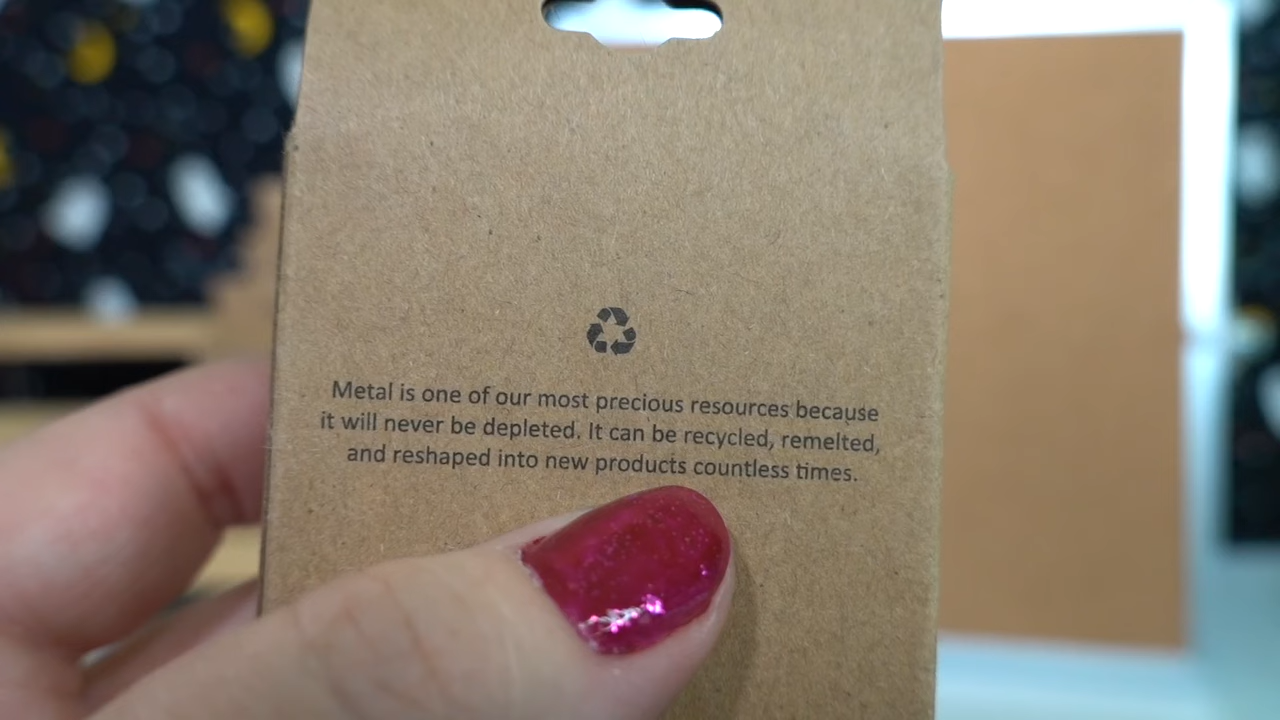 Metal is one of our most precious resources because
it will never be depleted. It can be recycled, remelted,
and reshaped into new products countless times.